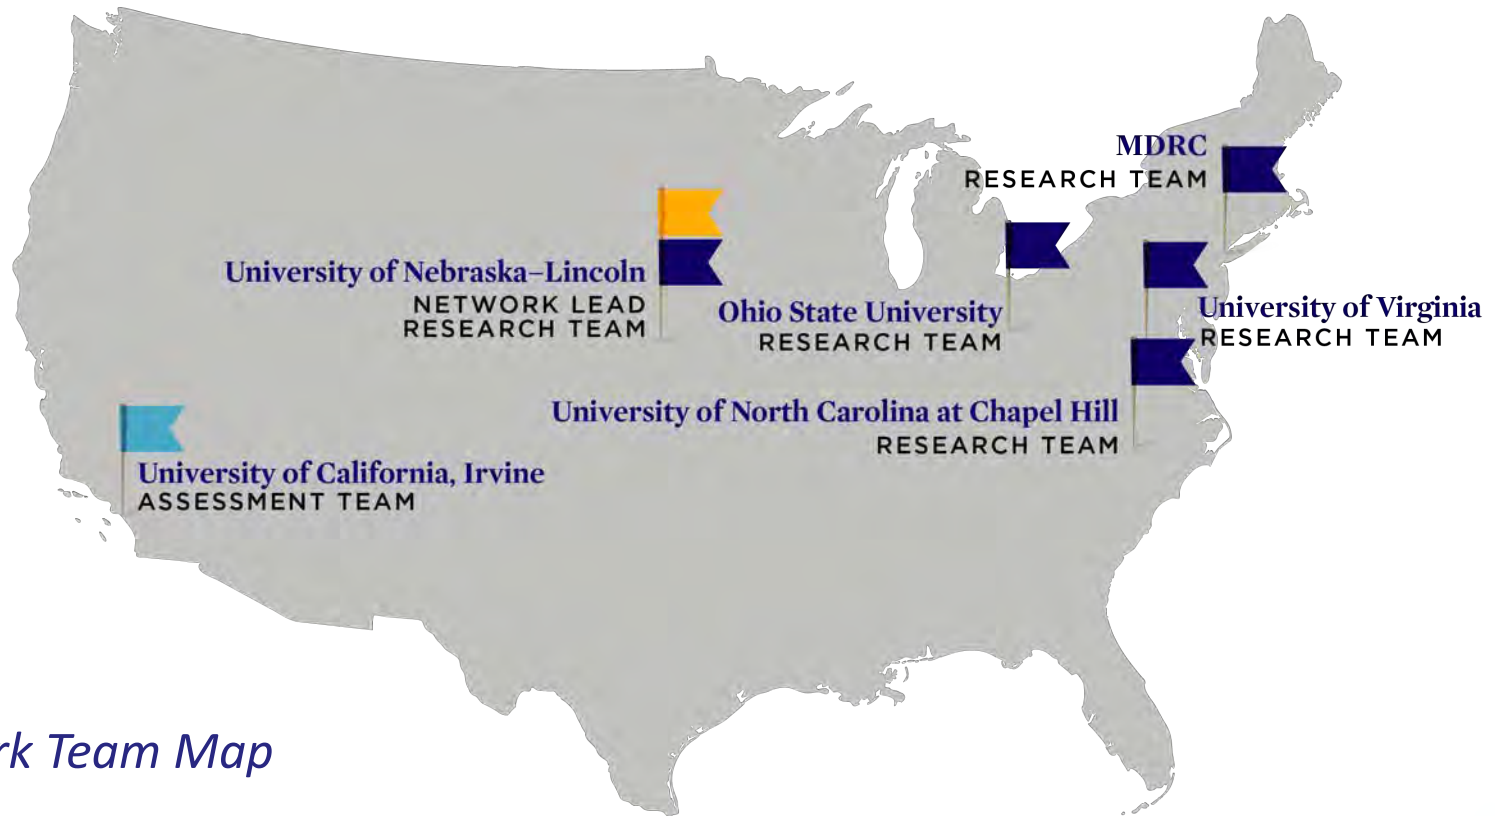 MDRC
RESEARCH TEAM
University of Nebraska–Lincoln
NETWORK LEAD
RESEARCH TEAM
Ohio State University
RESEARCH TEAM
University of Virginia
RESEARCH TEAM
University of North Carolina at Chapel Hill
RESEARCH TEAM
University of California, Irvine
ASSESSMENT TEAM
rk Team Map